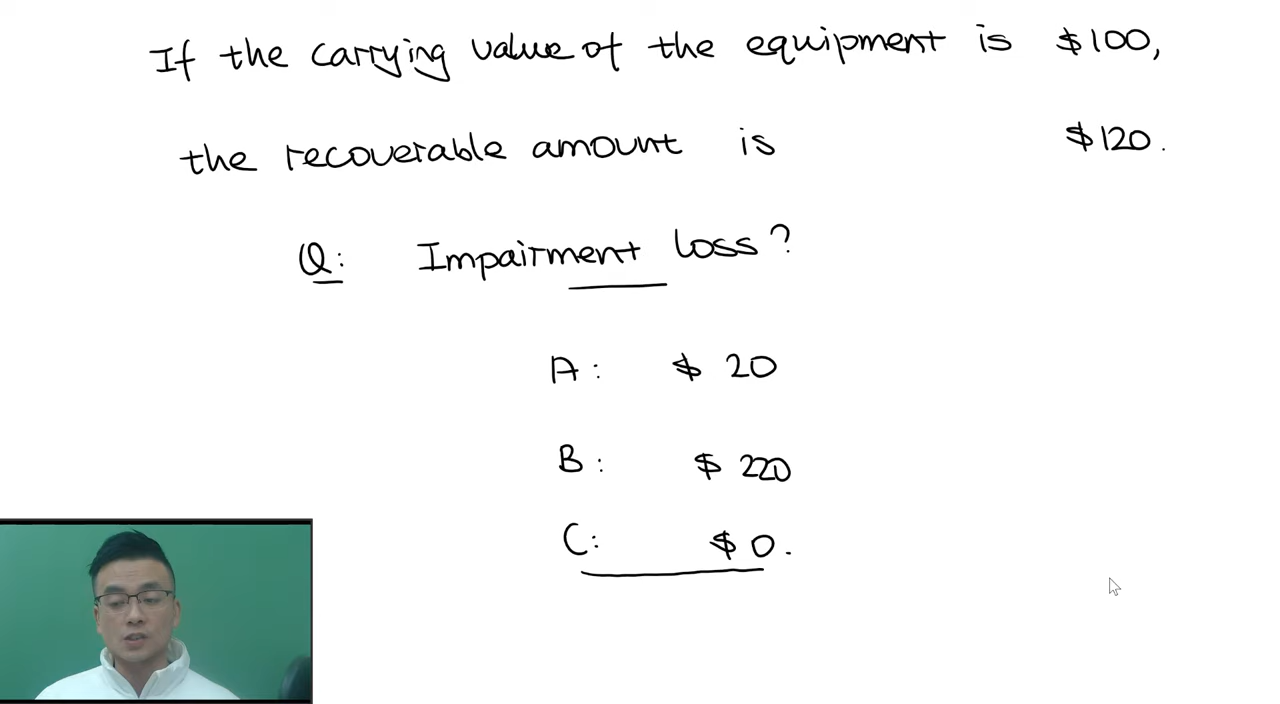 If the carrying value of the equipment is $100,
the recoverable amount is $120.
Q: Impairment loss?
A: $ 20
B: $ 220
C: $ 0.